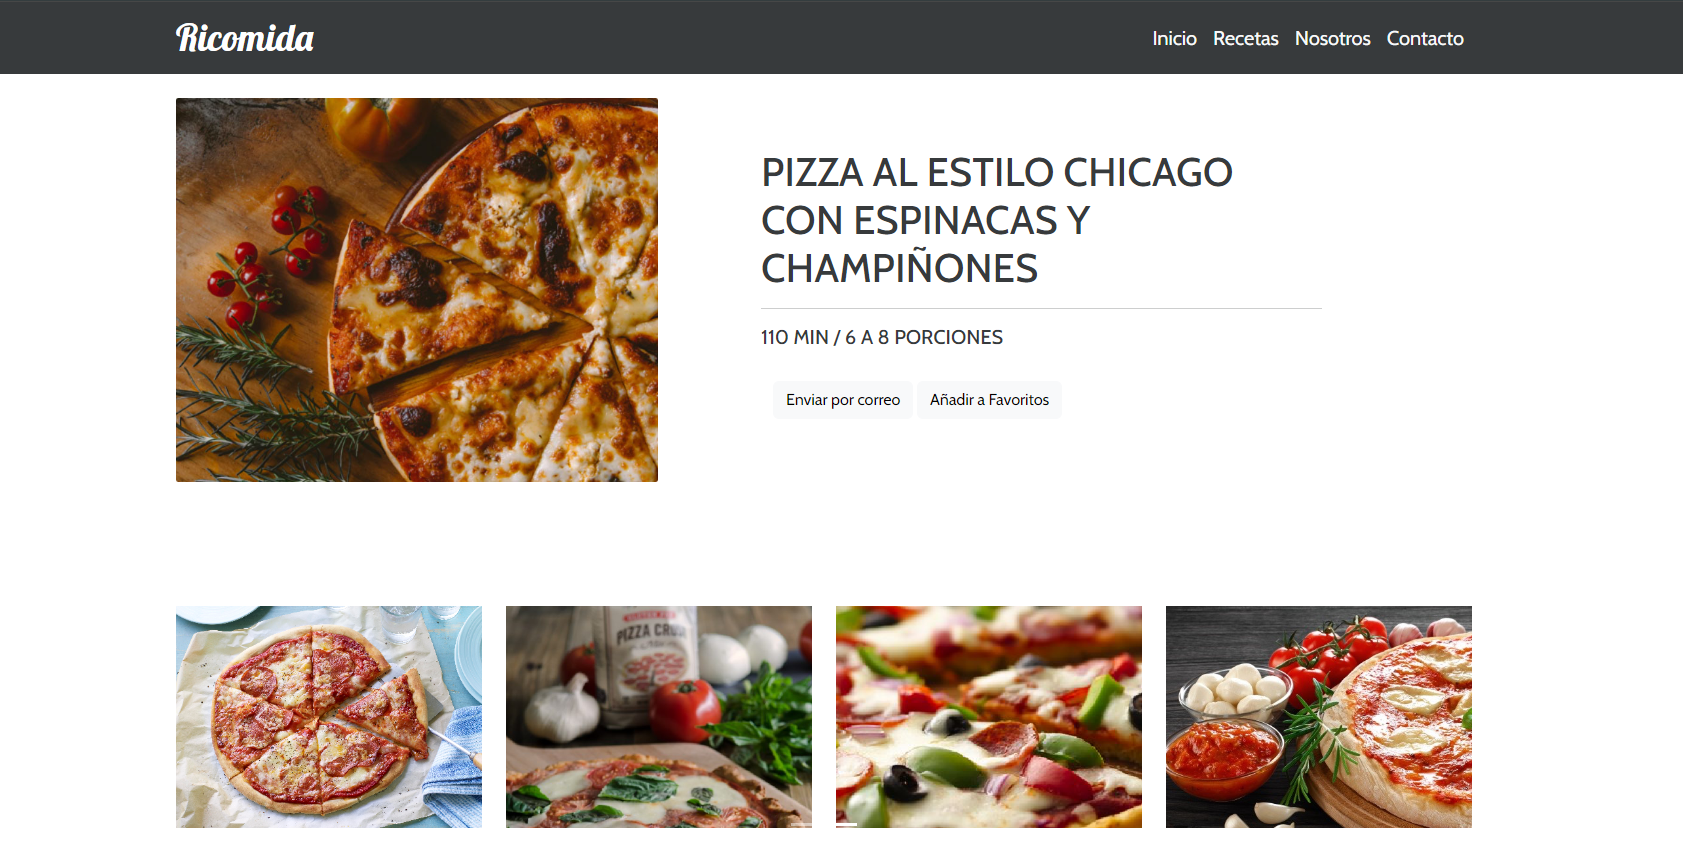 Ricomida
Inicio Recetas Nosotros Contacto
PIZZA AL ESTILO CHICAGO
CON ESPINACAS Y
CHAMPIÑONES
110 MIN / 6 A 8 PORCIONES
Enviar por correo Añadir a Favoritos
PIZZA CRUST